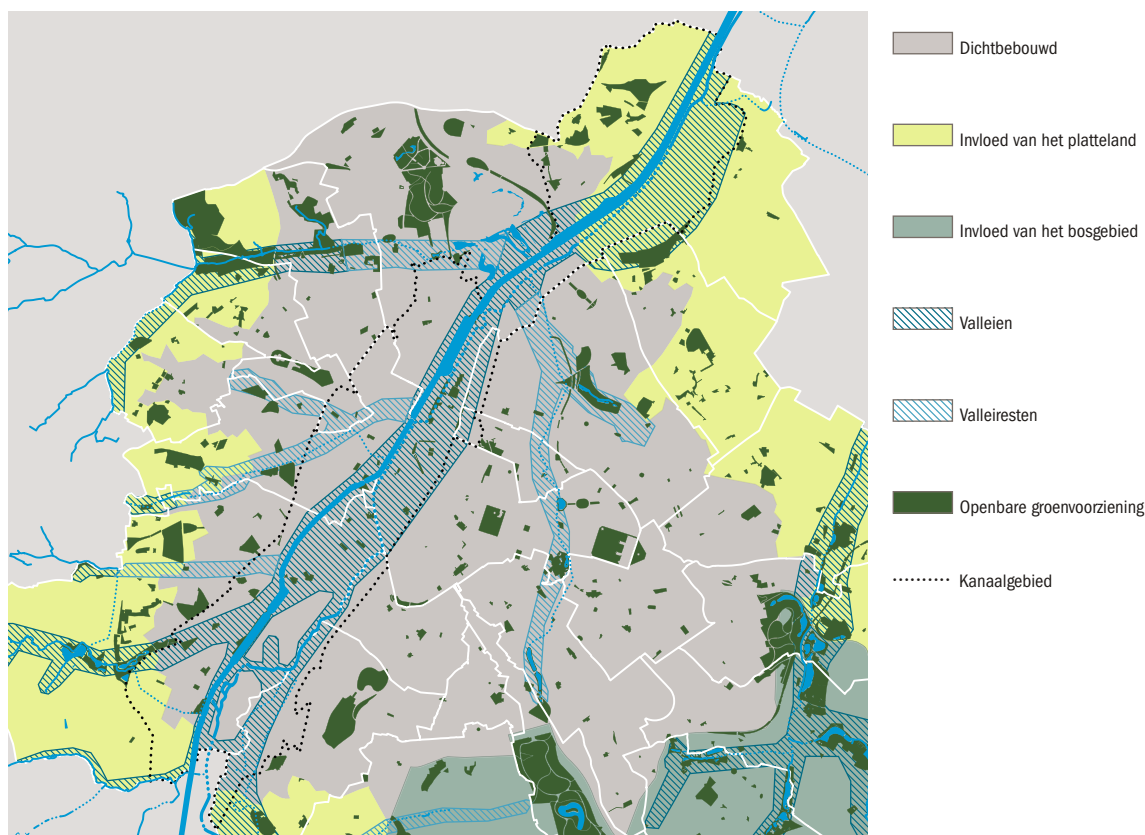 Dichtbebouwd
Invloed van het platteland
Invloed van het bosgebied
Valleien
Valleiresten
Openbare groenvoorziening
Kanaalgebied